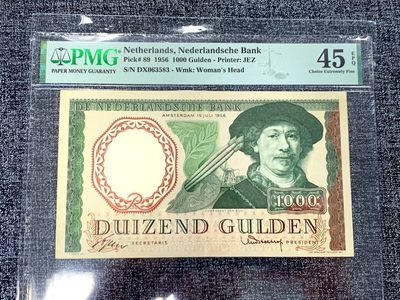 PMG
PAPER MONEY GUARANTY
Netherlands, Nederlandsche Bank
Pick# 89 1956 1000 Gulden - Printer: JEZ
S/N DX063583 - Wmk: Woman's Head
45 EPQ
Choice Extremely Fine
DE NEDERLANDSCHE BANK
AMSTERDAM 15 JULI 1956
R
1000
DUIZEND GULDEN
SECRETARIS
PRESIDENT